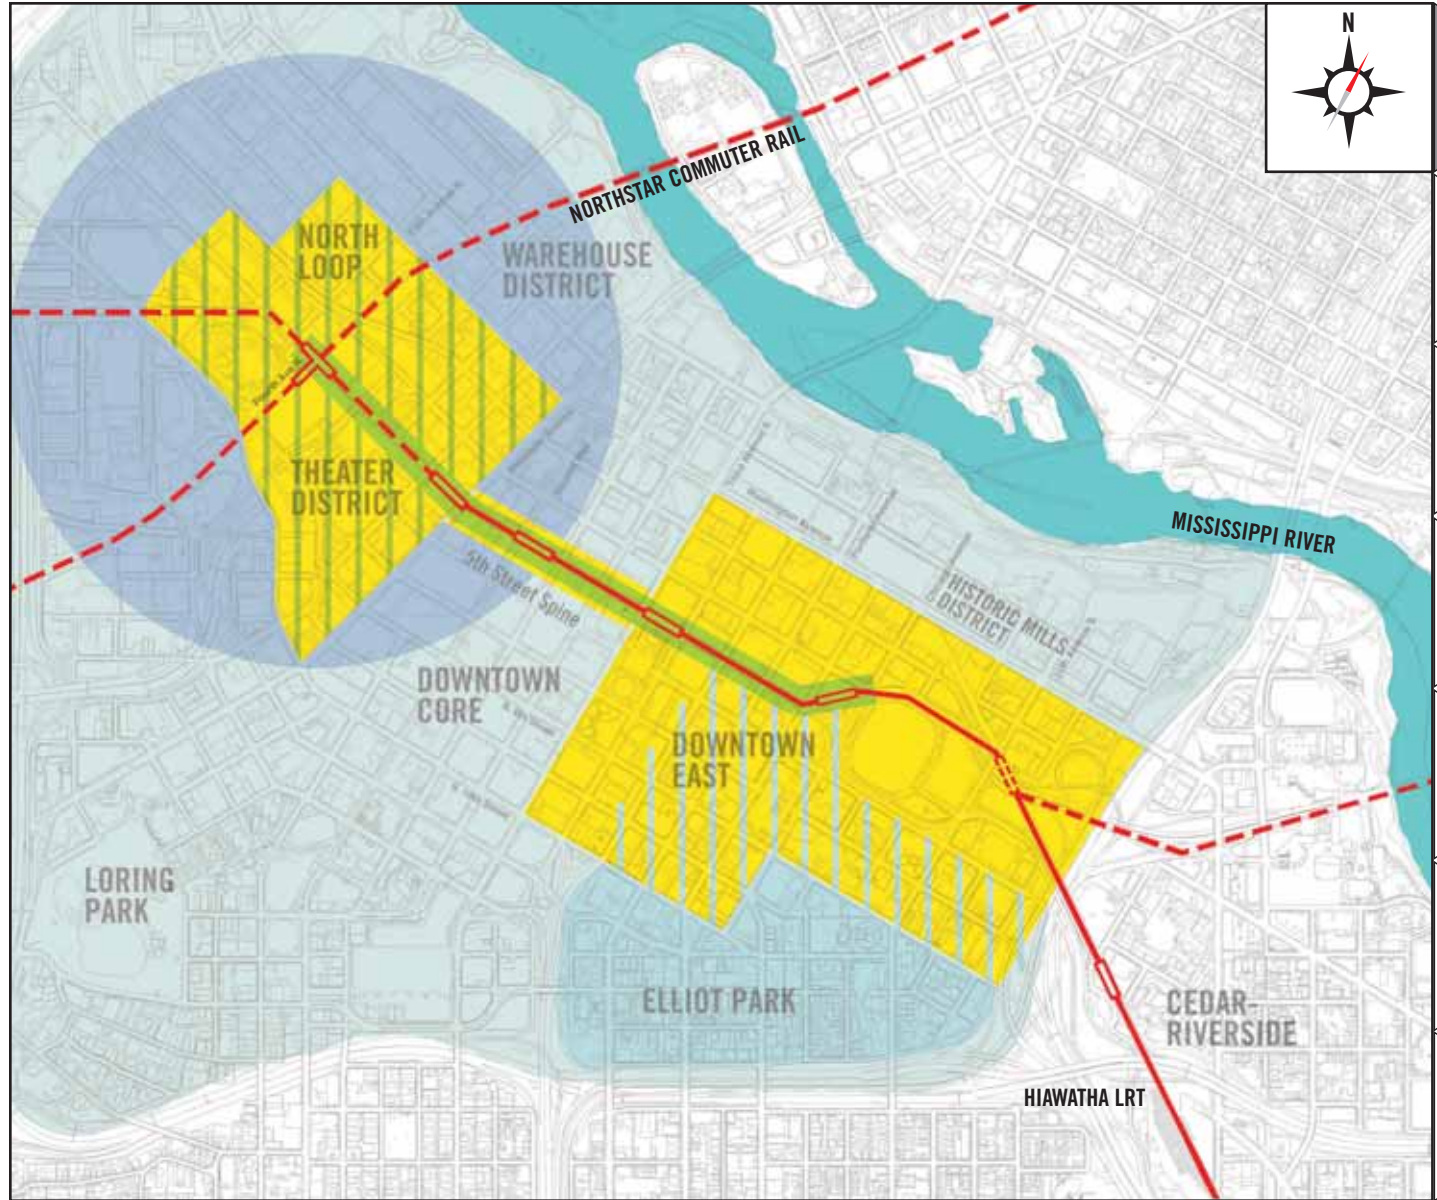 N
NORTHSTAR COMMUTER RAIL
NORTH
LOOP
WAREHOUSE
DISTRICT
THEATER
DISTRICT
MISSISSIPPI RIVER
5th Street Spine
HISTORIC MILLS
DISTRICT
DOWNTOWN
CORE
DOWNTOWN
EAST
LORING
PARK
ELLIOT PARK
CEDAR-
RIVERSIDE
HIAWATHA LRT